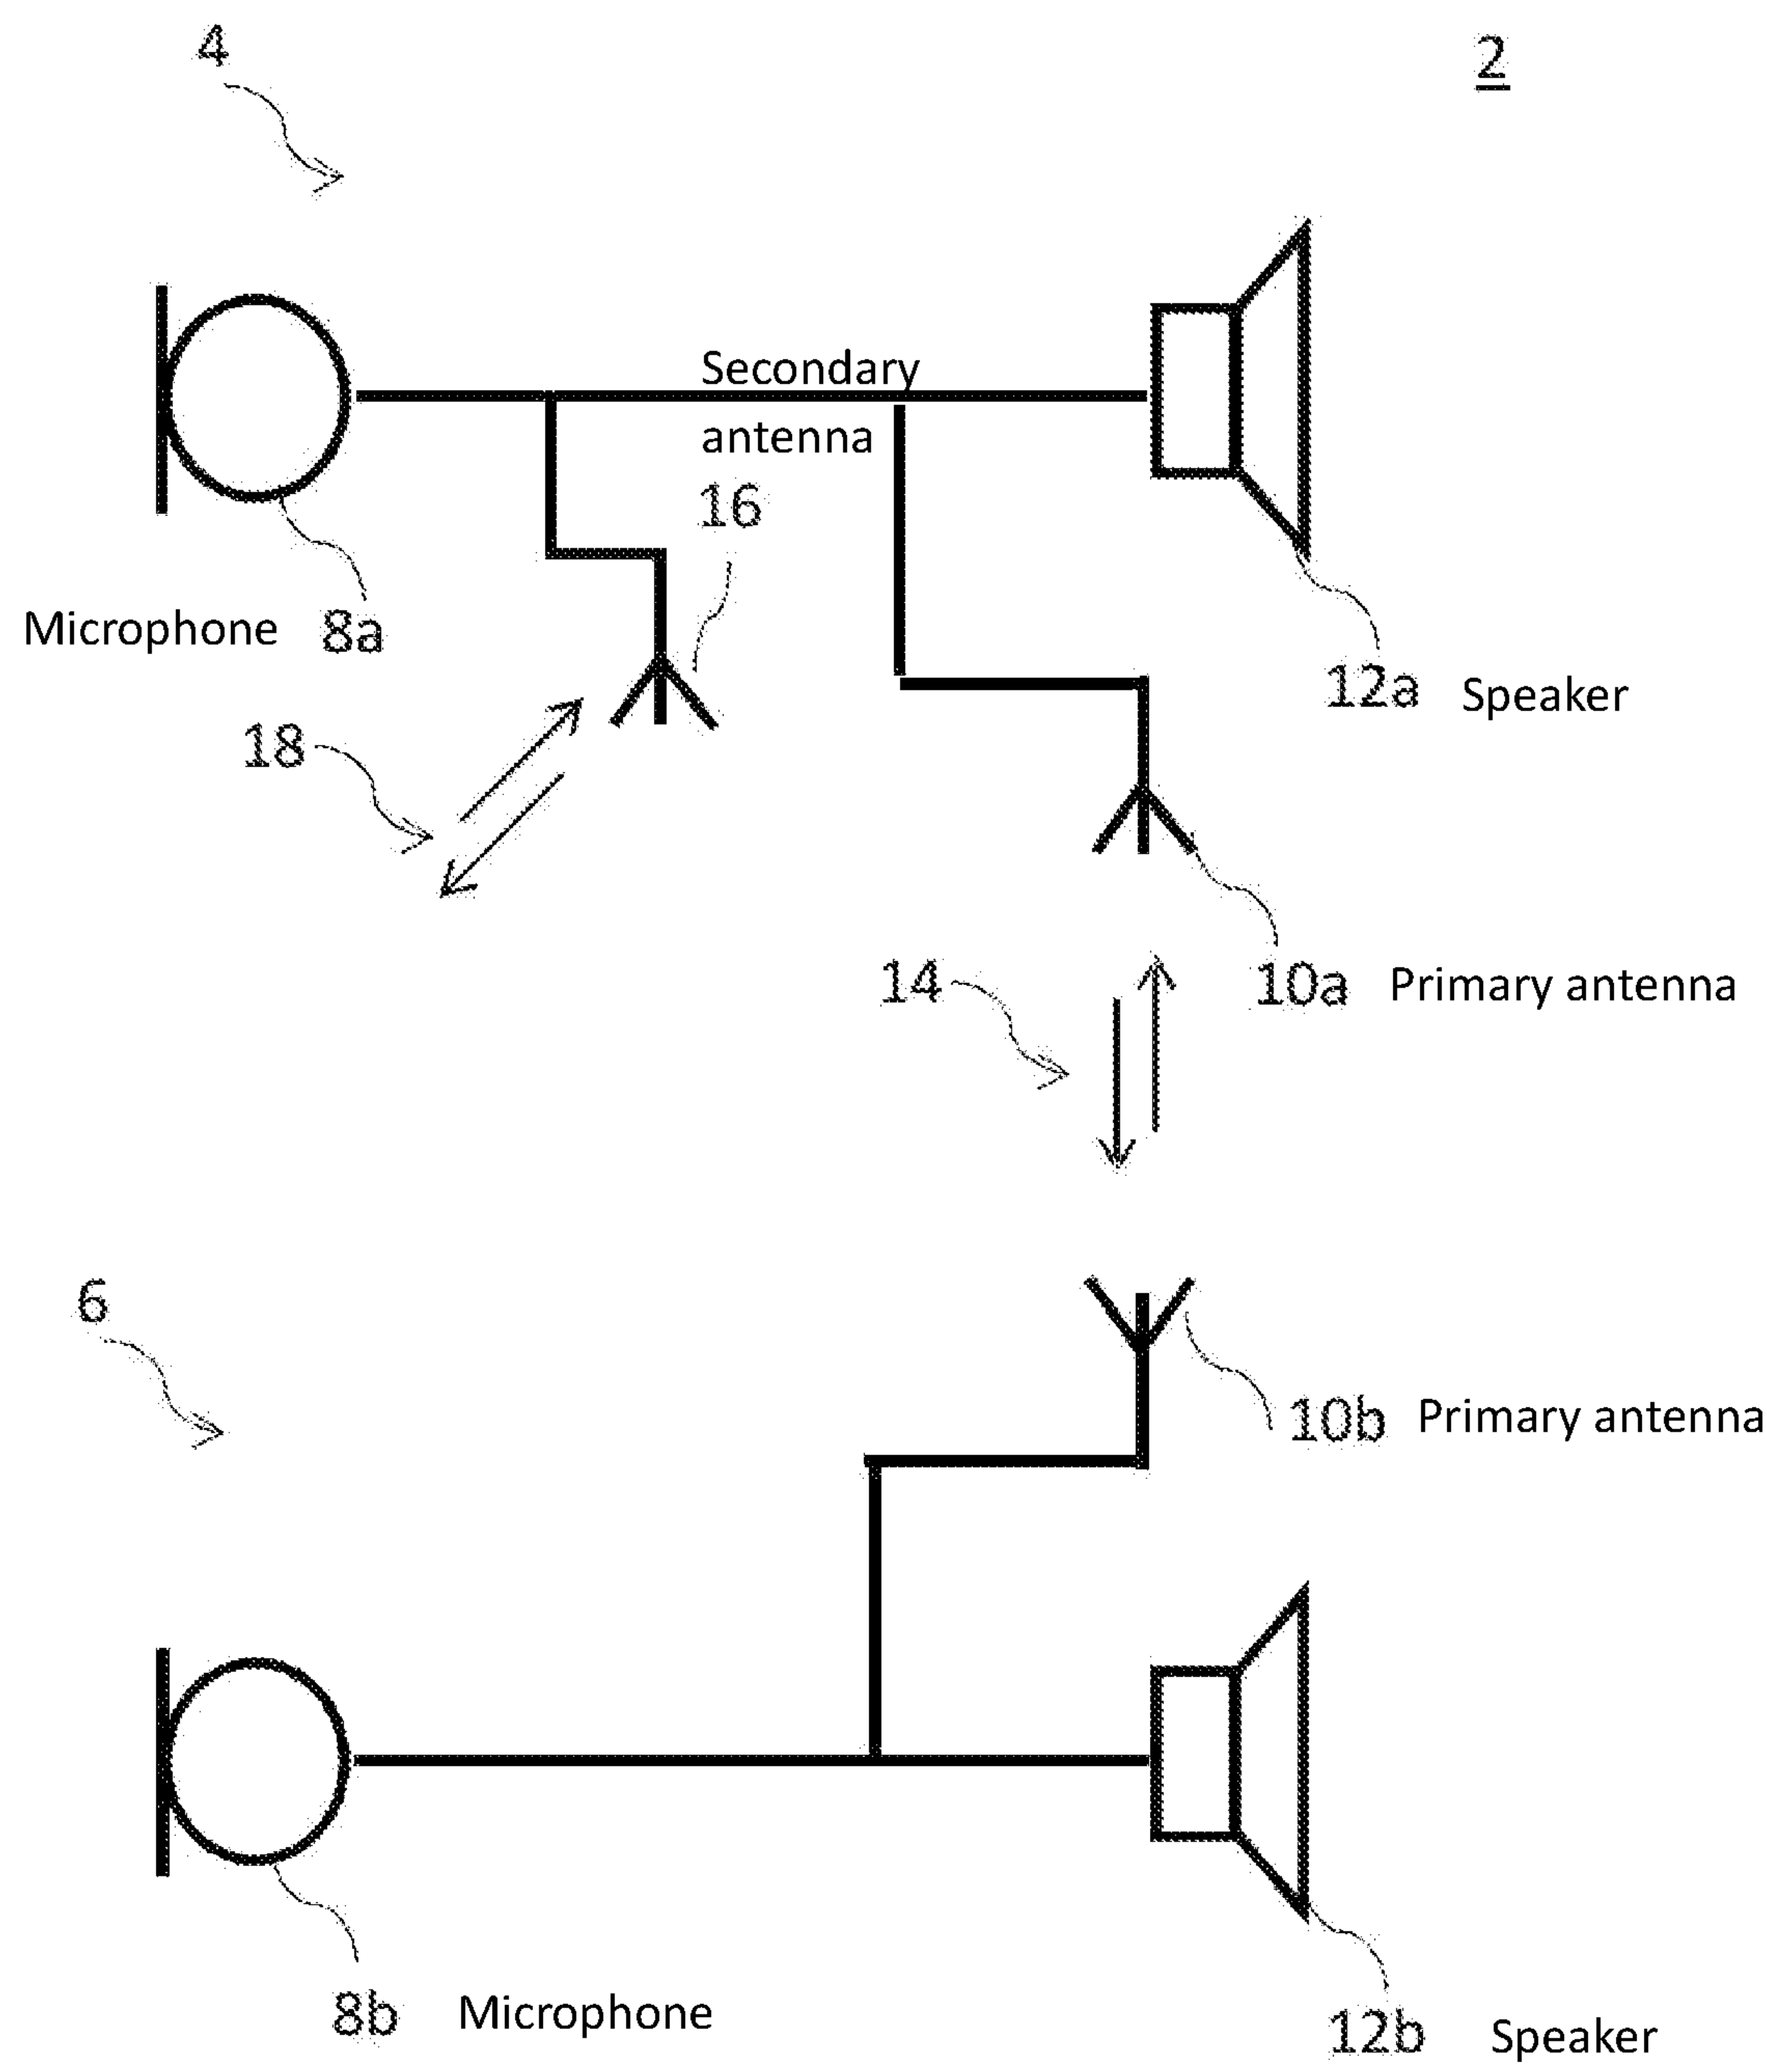 4
2
Secondary
antenna
16
Microphone 8a
12a Speaker
18
14
10a Primary antenna
6
10b Primary antenna
8b Microphone
12b Speaker